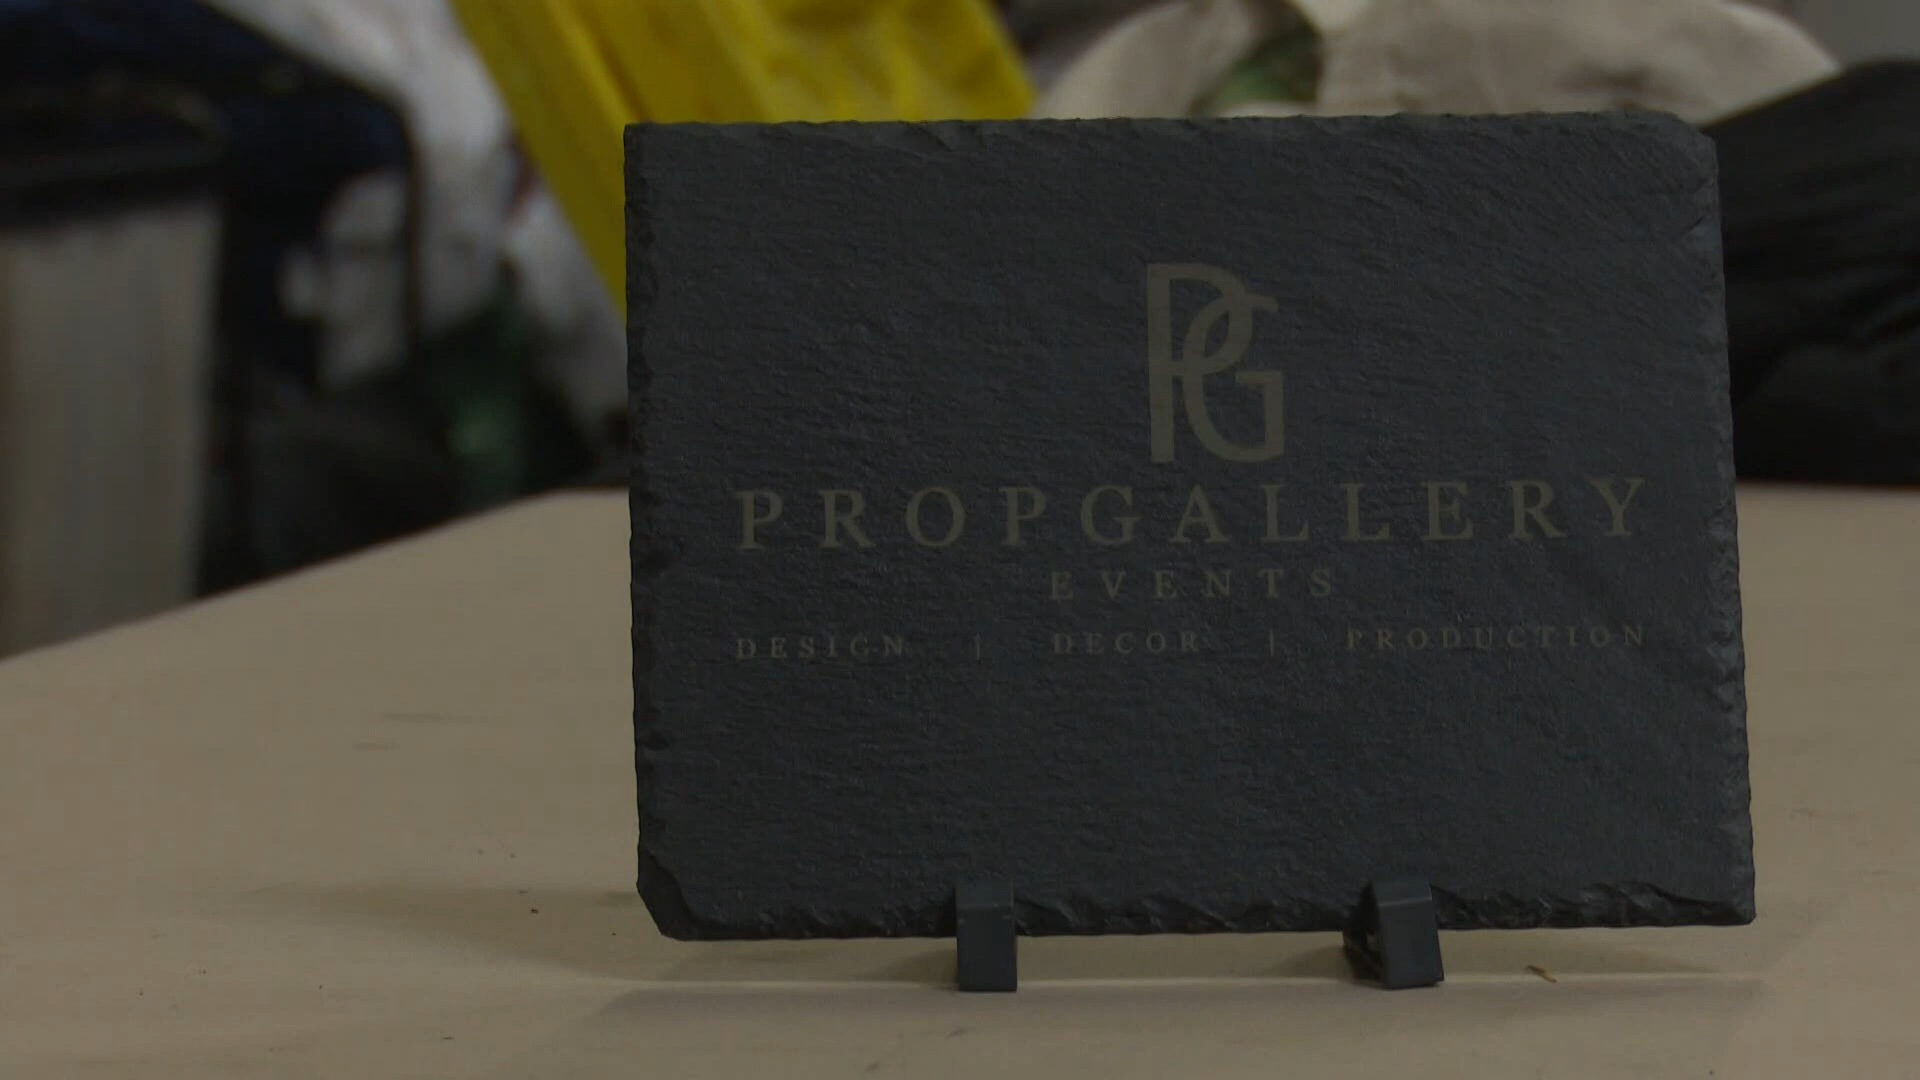 PG
PROPGALLERY
EVENTS
DESIGN | DECOR | PRODUCTION